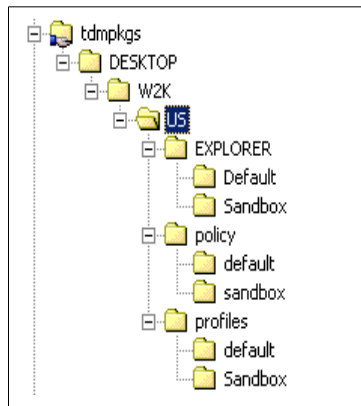 tdmpkgs
DESKTOP
W2K
US
EXPLORER
Default
Sandbox
policy
default
sandbox
profiles
default
Sandbox